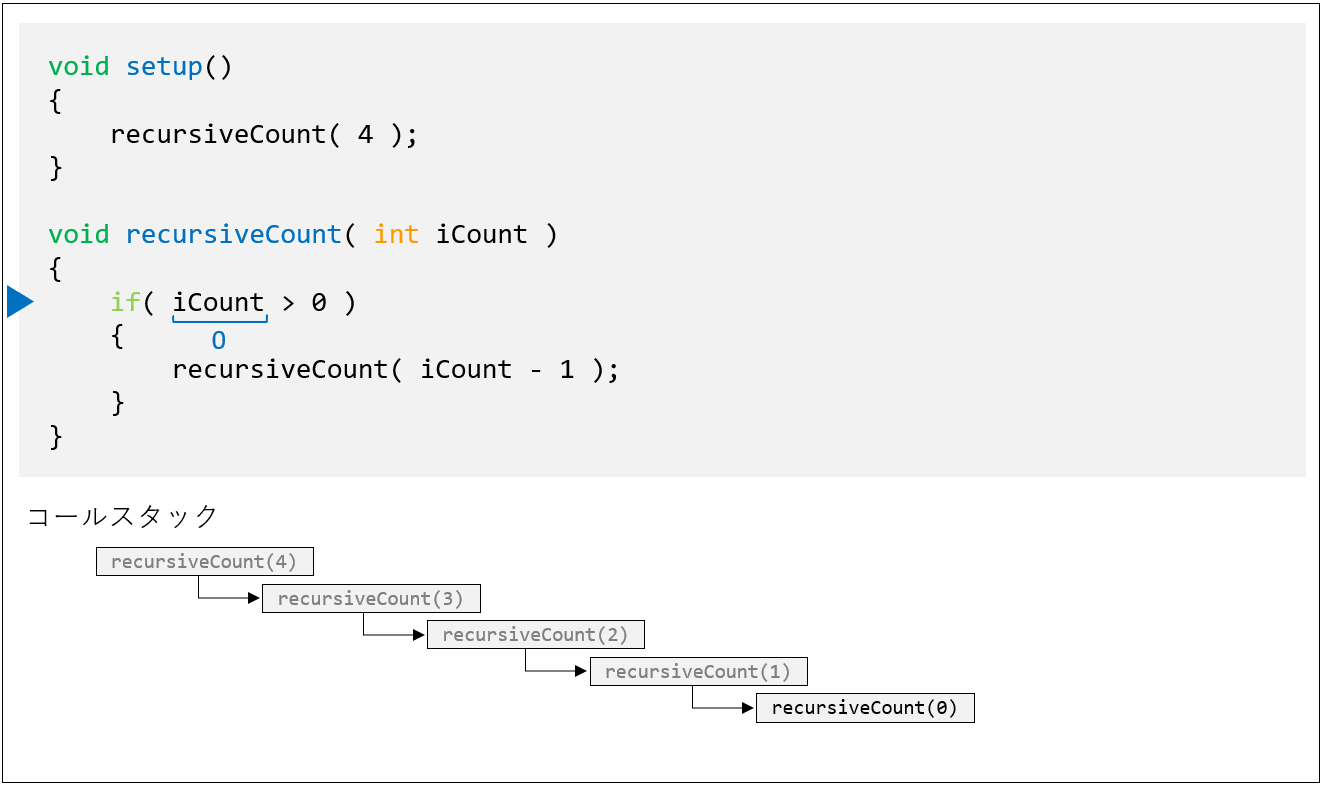 void setup()
{
    recursiveCount( 4 );
}
void recursiveCount( int iCount )
{
    if( iCount > 0 )
    {
0
        recursiveCount( iCount - 1 );
    }
}
コールスタック
recursiveCount(4)
recursiveCount(3)
recursiveCount(2)
recursiveCount(1)
recursiveCount(0)